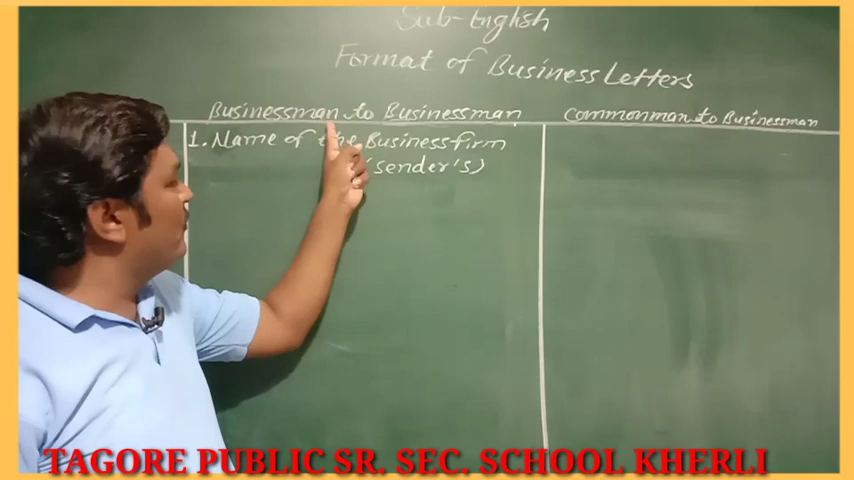 Sub-English
Format of Business Letters
Businessman to Businessman
Commonman to Businessman
1. Name of the Business firm
(sender's)
TAGORE PUBLIC SR. SEC. SCHOOL KHERLI